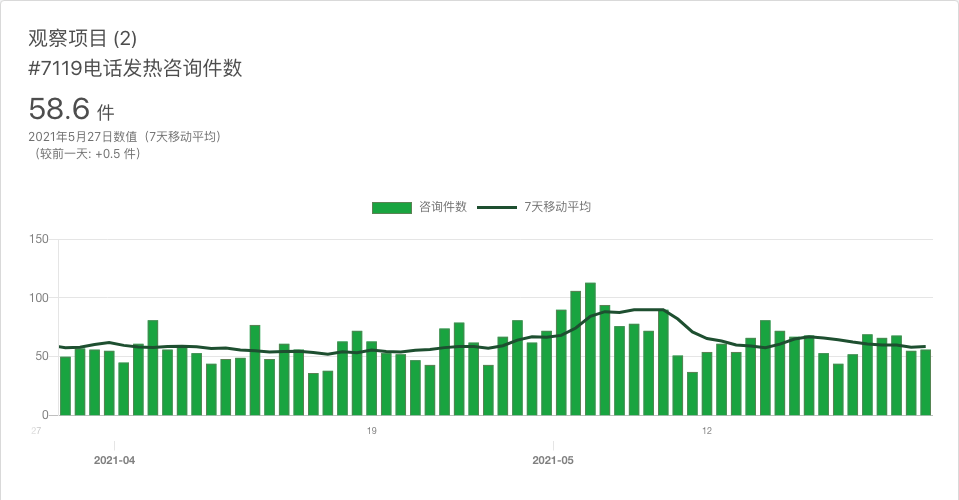 观察项目 (2)
#7119电话发热咨询件数
58.6 件
2021年5月27日数值（7天移动平均）
（较前一天: +0.5 件）
咨询件数 7天移动平均
150
100
50
0
27 19 12
2021-04 2021-05